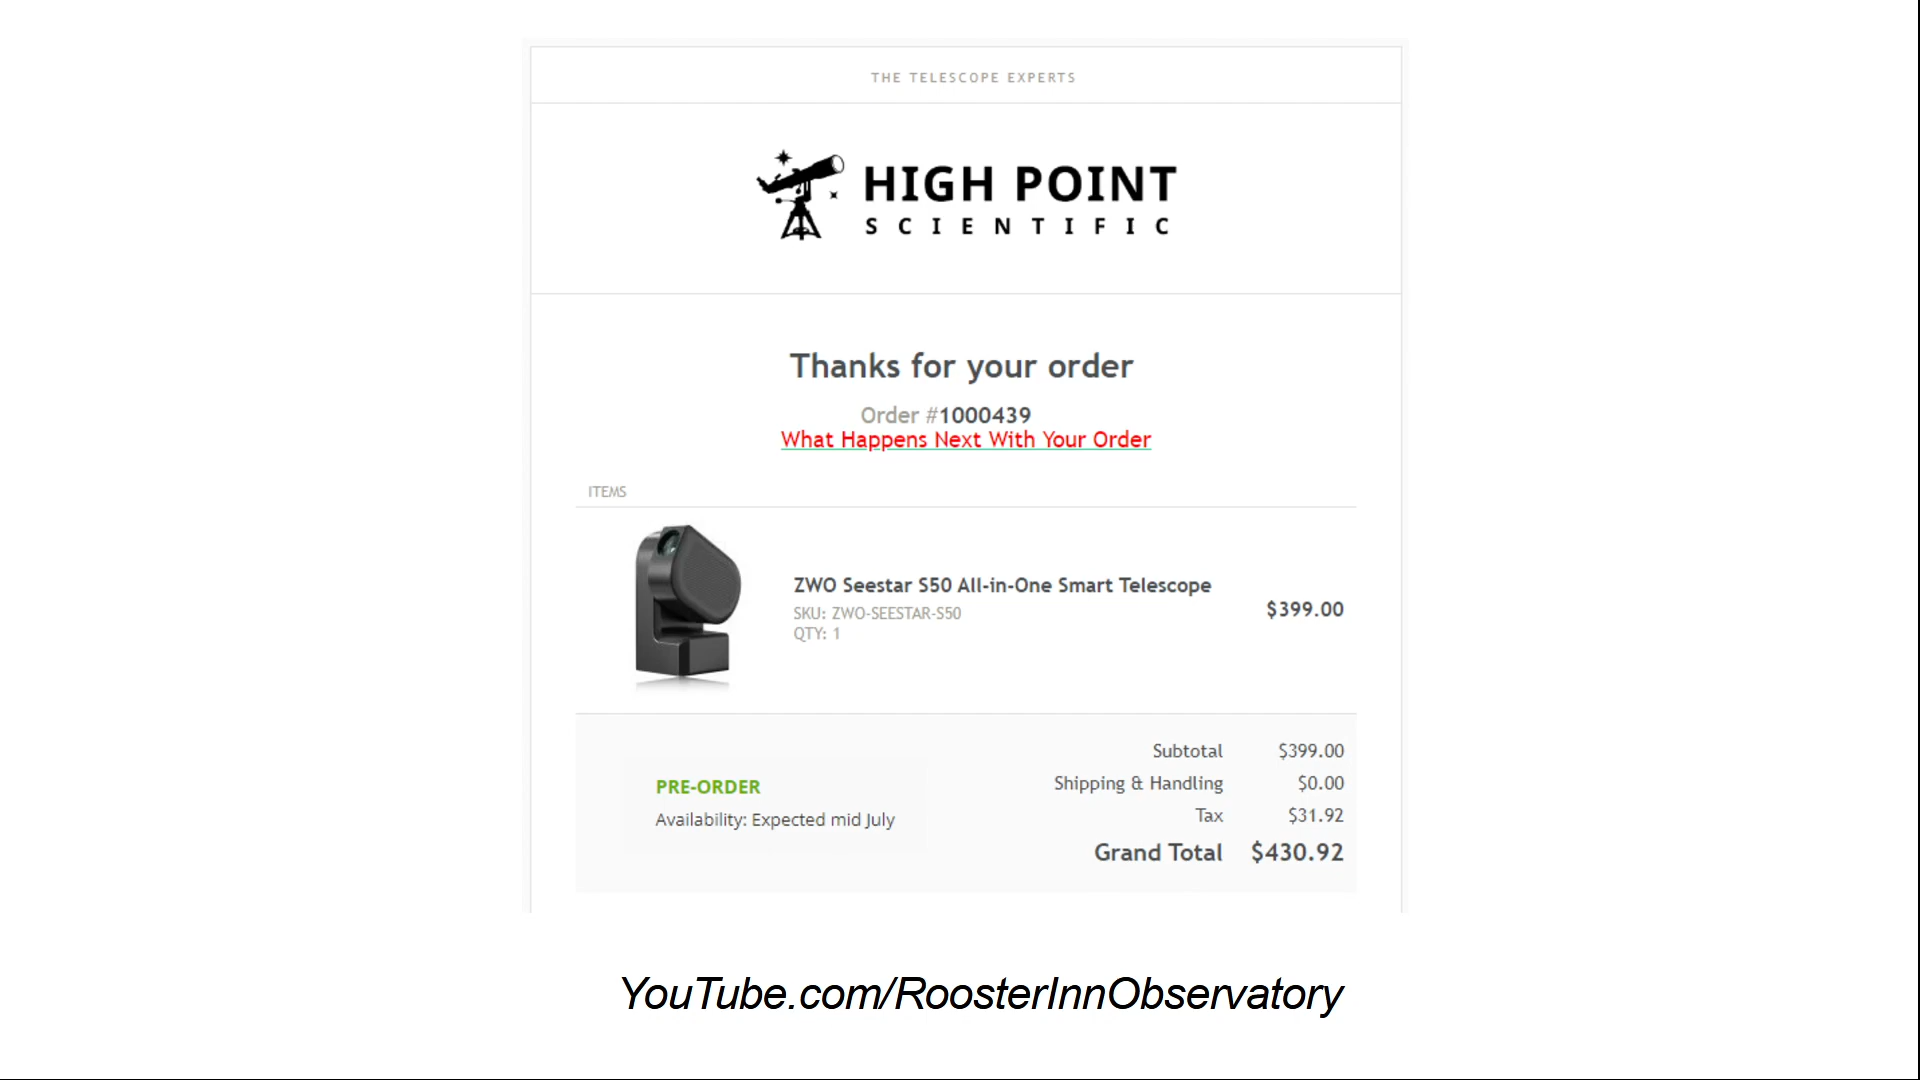 THE TELESCOPE EXPERTS
HIGH POINT
SCIENTIFIC
Thanks for your order
Order #1000439
What Happens Next With Your Order
ITEMS
ZWO Seestar S50 All-in-One Smart Telescope
SKU: ZWO-SEESTAR-S50
QTY: 1
$399.00
PRE-ORDER
Availability: Expected mid July
Subtotal $399.00
Shipping & Handling $0.00
Tax $31.92
Grand Total $430.92
YouTube.com/RoosterInnObservatory